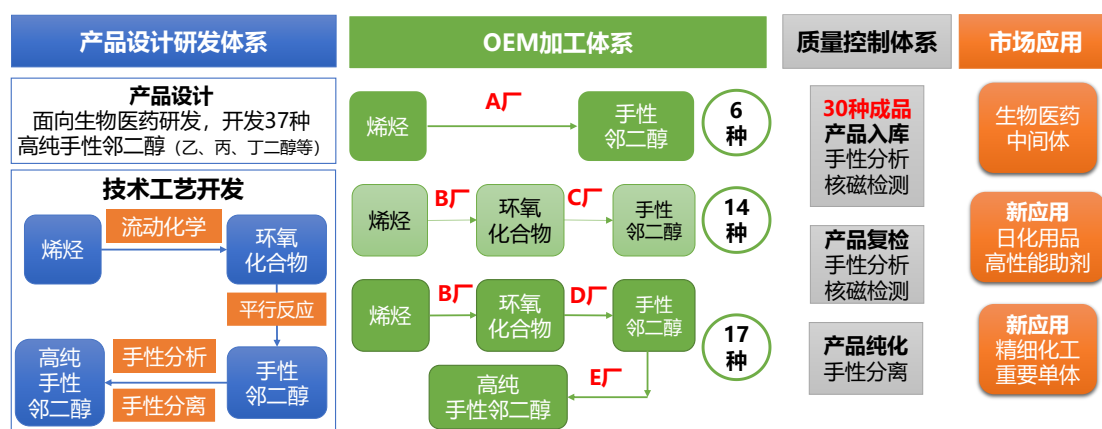 产品设计研发体系
产品设计
面向生物医药研发，开发37种
高纯手性邻二醇（乙、丙、丁二醇等）
技术工艺开发
烯烃
流动化学
环氧
化合物
平行反应
手性
邻二醇
手性分析
手性分离
高纯
手性
邻二醇
OEM加工体系
烯烃
A厂
手性
邻二醇
6
种
烯烃
B厂
环氧
化合物
C厂
手性
邻二醇
14
种
烯烃
B厂
环氧
化合物
D厂
手性
邻二醇
E厂
高纯
手性邻二醇
17
种
质量控制体系
30种成品
产品入库
手性分析
核磁检测
产品复检
手性分析
核磁检测
产品纯化
手性分离
市场应用
生物医药
中间体
新应用
日化用品
高性能助剂
新应用
精细化工
重要单体